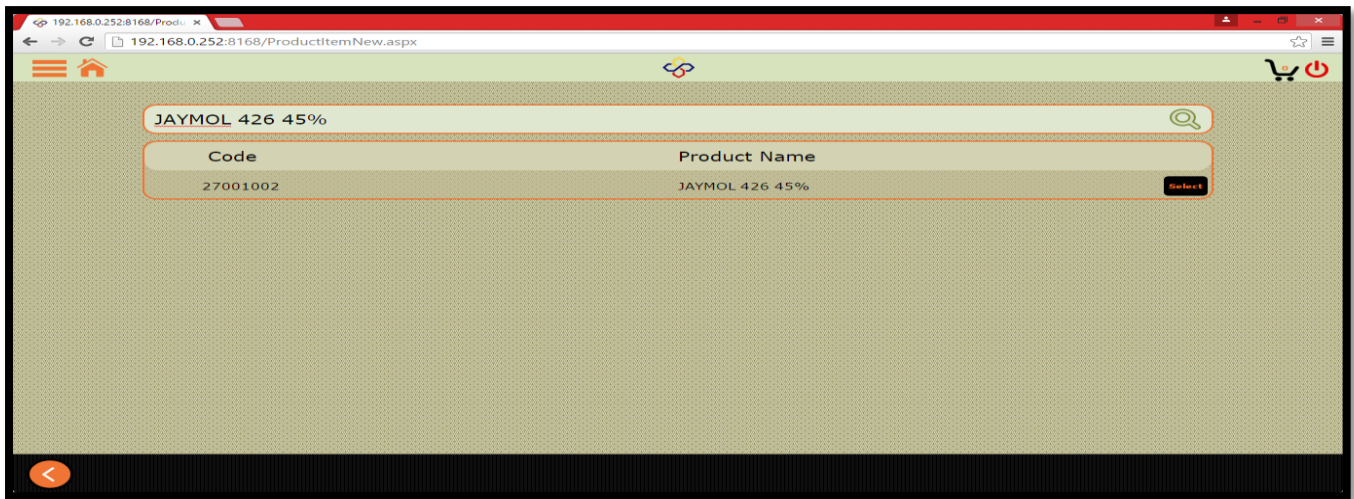 192.168.0.252:8168/Produ
192.168.0.252:8168/ProductItemNew.aspx
JAYMOL 426 45%
Code Product Name
27001002 JAYMOL 426 45% Select